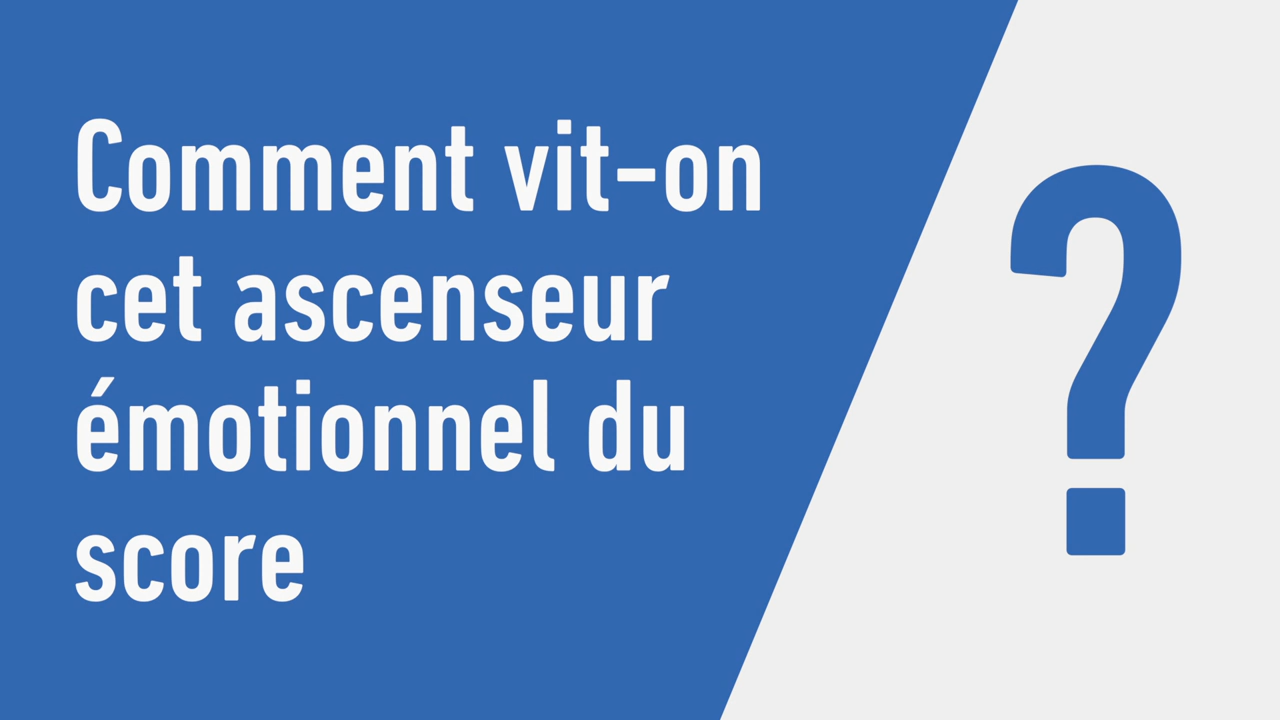 Comment vit-on
cet ascenseur
émotionnel du
score
?